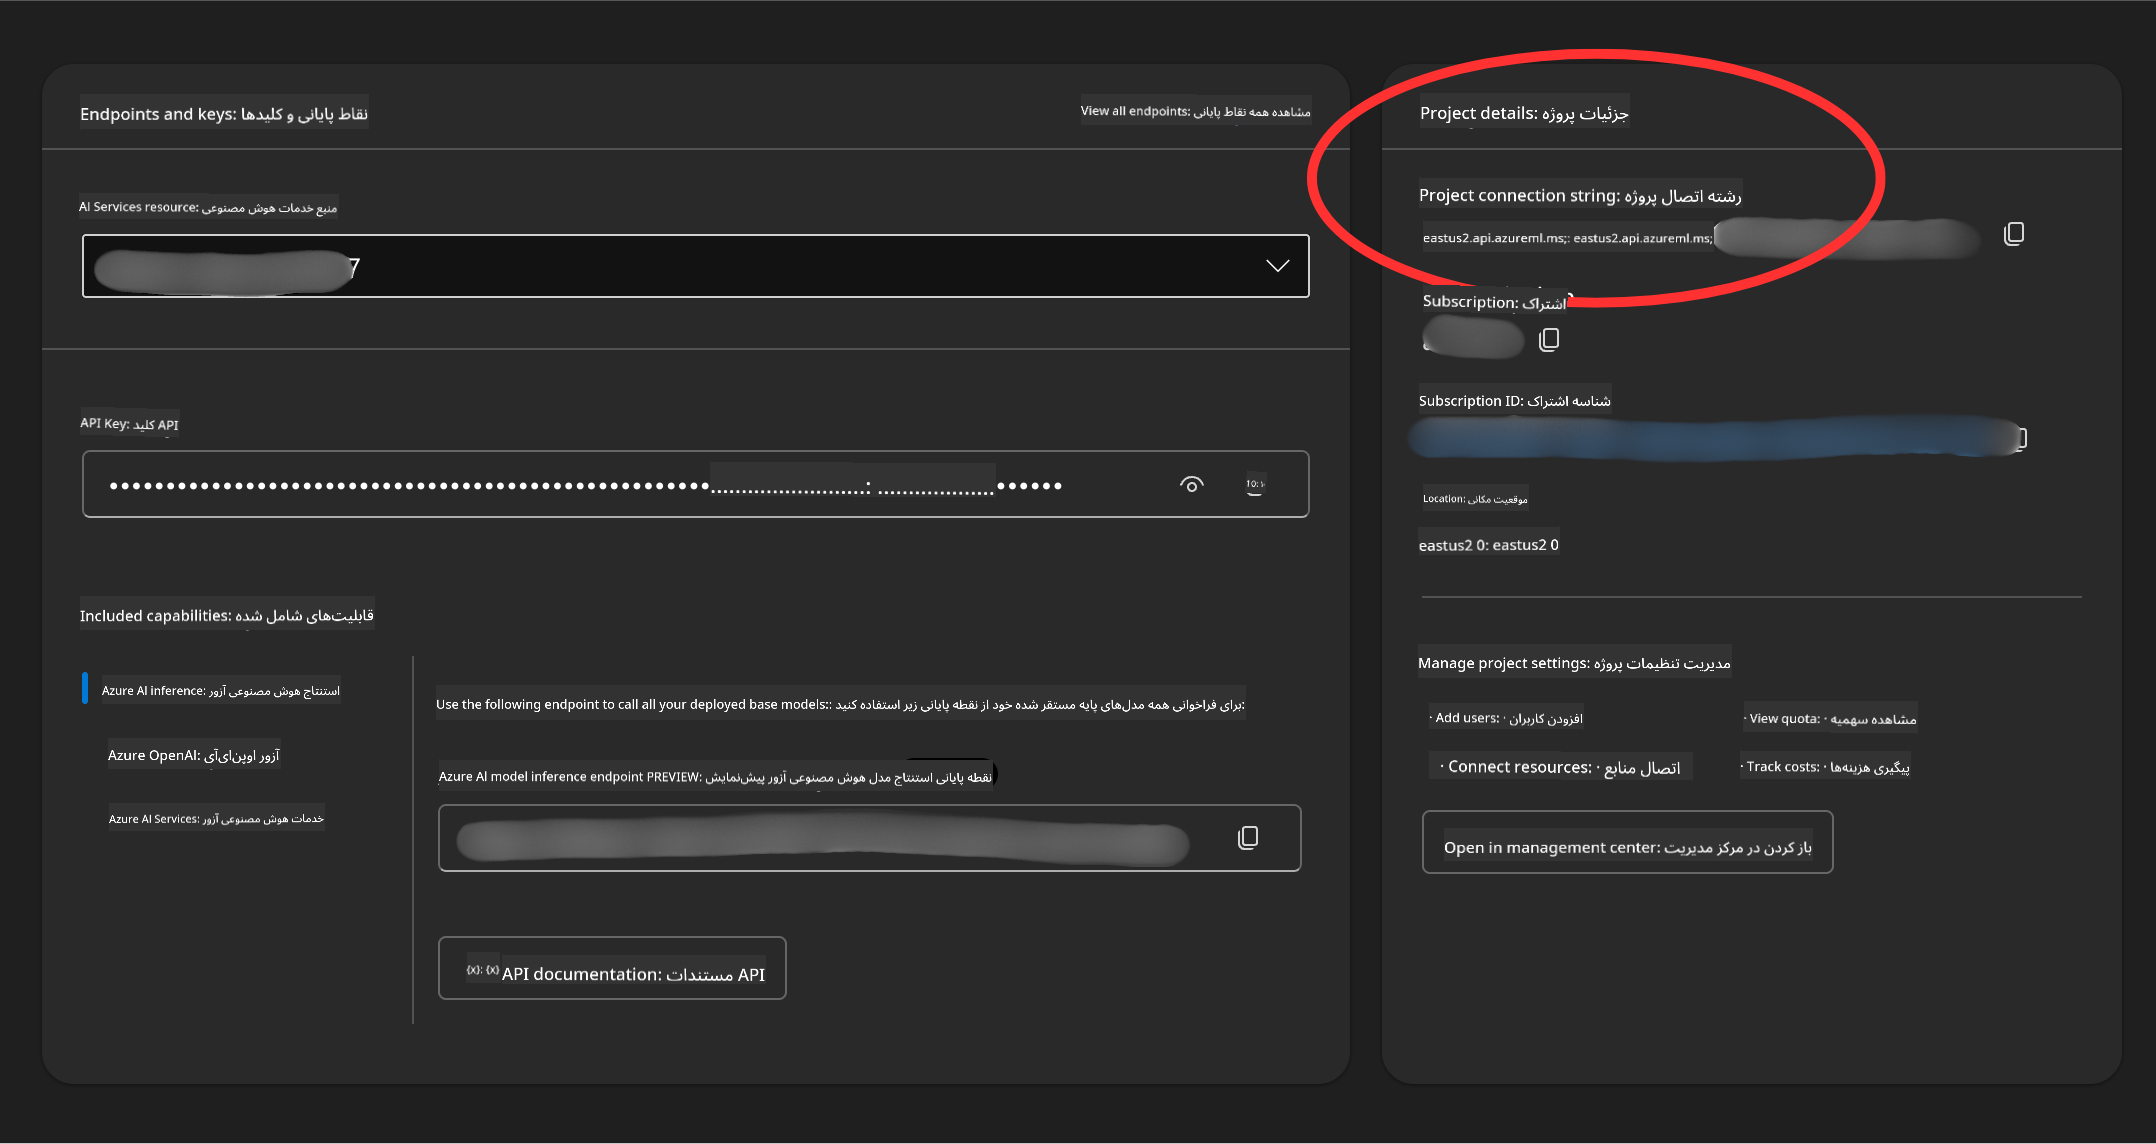 Endpoints and keys: نقاط پایانی و کلیدها
View all endpoints: مشاهده همه نقاط پایانی
AI Services resource: منبع خدمات هوش مصنوعی
7
API Key: کلید API
Included capabilities: قابلیت‌های شامل شده
Azure AI inference: استنتاج هوش مصنوعی آزور
Azure OpenAI: آزور اوپن‌ای‌آی
Azure AI Services: خدمات هوش مصنوعی آزور
Use the following endpoint to call all your deployed base models:: برای فراخوانی همه مدل‌های پایه مستقر شده خود از نقطه پایانی زیر استفاده کنید:
Azure AI model inference endpoint PREVIEW: نقطه پایانی استنتاج مدل هوش مصنوعی آزور پیش‌نمایش
{x}: {x} API documentation: مستندات API
Project details: جزئیات پروژه
Project connection string: رشته اتصال پروژه
eastus2.api.azureml.ms;: eastus2.api.azureml.ms;
Subscription: اشتراک
Subscription ID: شناسه اشتراک
Location: موقعیت مکانی
eastus2 0: eastus2 0
Manage project settings: مدیریت تنظیمات پروژه
· Add users: · افزودن کاربران
· View quota: · مشاهده سهمیه
· Connect resources: · اتصال منابع
· Track costs: · پیگیری هزینه‌ها
Open in management center: باز کردن در مرکز مدیریت